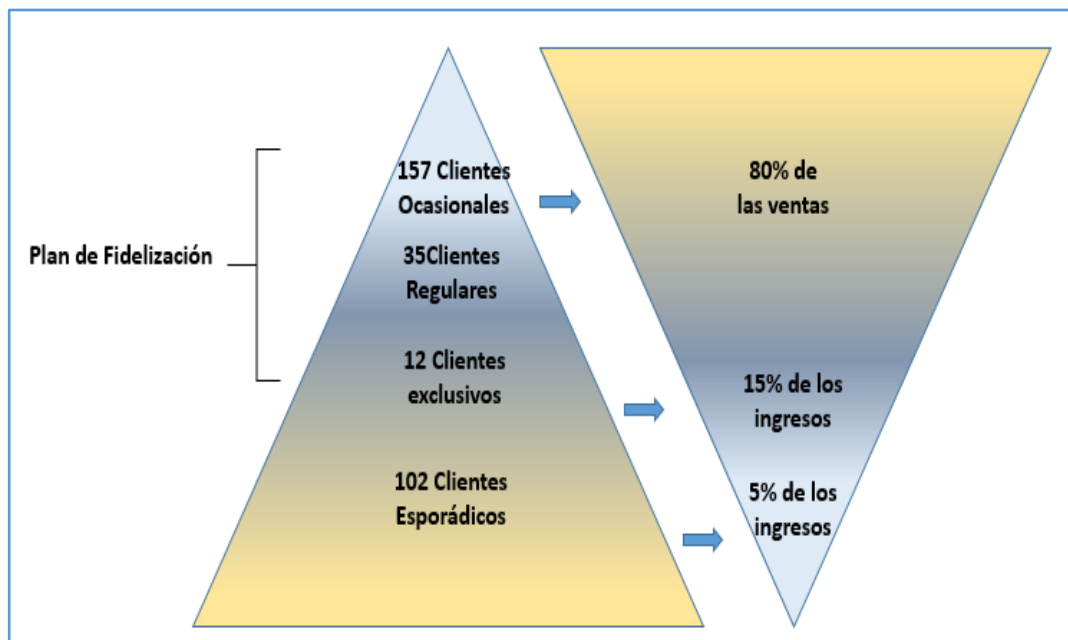 157 Clientes
Ocasionales
80% de
las ventas
Plan de Fidelización
35Clientes
Regulares
12 Clientes
exclusivos
15% de los
ingresos
102 Clientes
Esporádicos
5% de los
ingresos